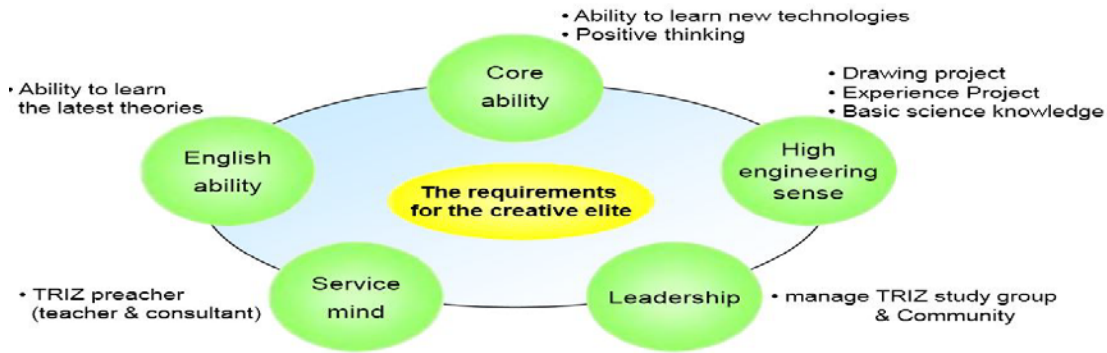 • Ability to learn new technologies
• Positive thinking
Core
ability
• Ability to learn
the latest theories
• Drawing project
• Experience Project
• Basic science knowledge
English
ability
High
engineering
sense
The requirements
for the creative elite
• TRIZ preacher
(teacher & consultant)
Service
mind
Leadership
• manage TRIZ study group
& Community